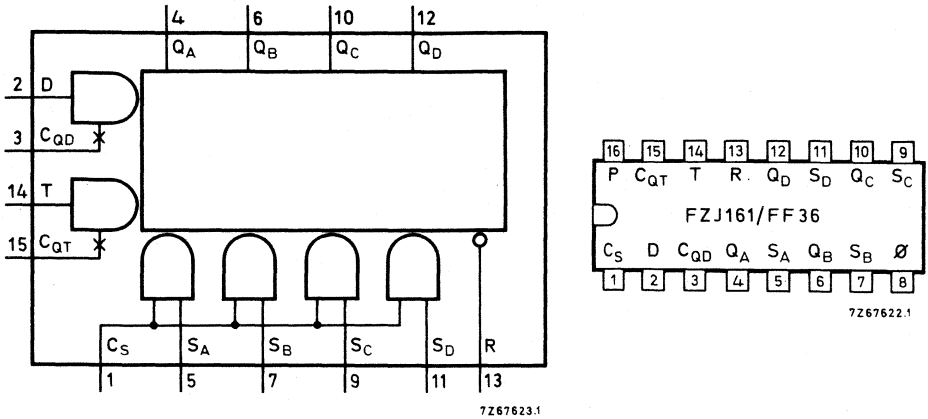 4 6 10 12
QA QB QC QD
2 D
3 CQD
14 T
15 CQT
CS SA SB SC SD R
1 5 7 9 11 13
7Z67623.1
16 15 14 13 12 11 10 9
P CQT T R QD SD QC SC
FZJ161/FF36
CS D CQD QA SA QB SB Ø
1 2 3 4 5 6 7 8
7Z67622.1